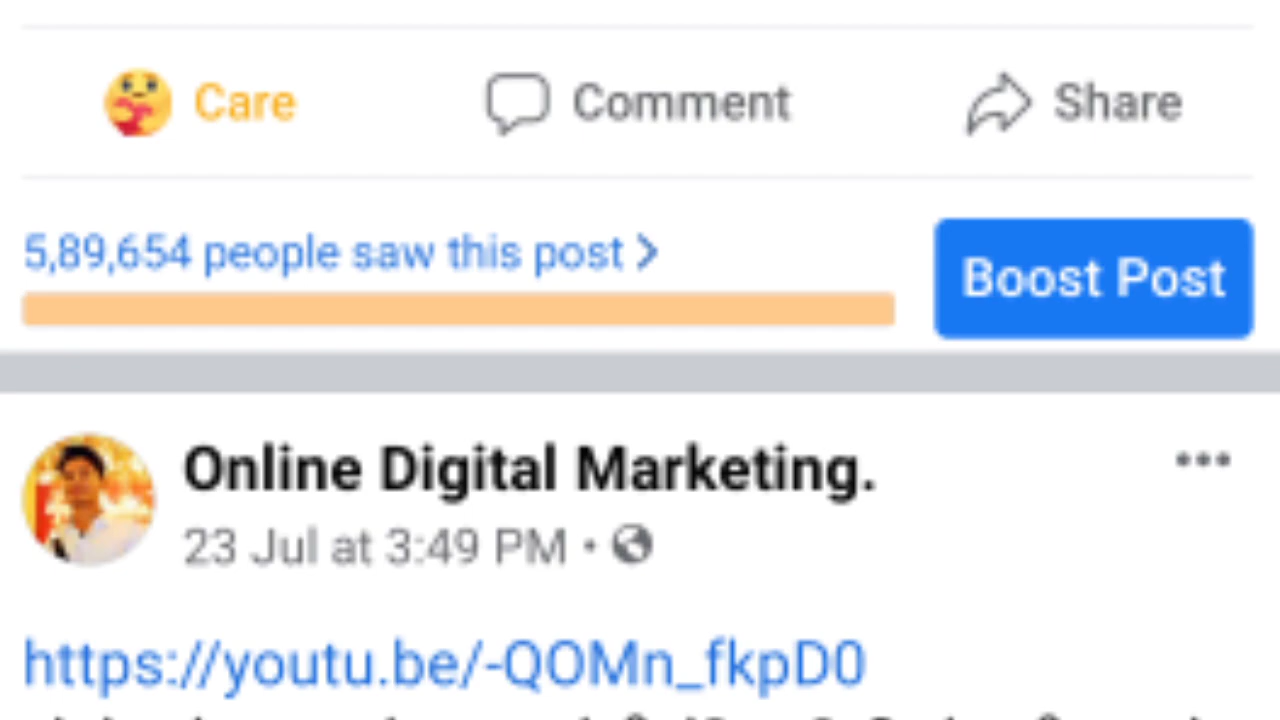 Care Comment Share
5,89,654 people saw this post
Boost Post
Online Digital Marketing.
23 Jul at 3:49 PM •
https://youtu.be/-QOMn_fkpD0